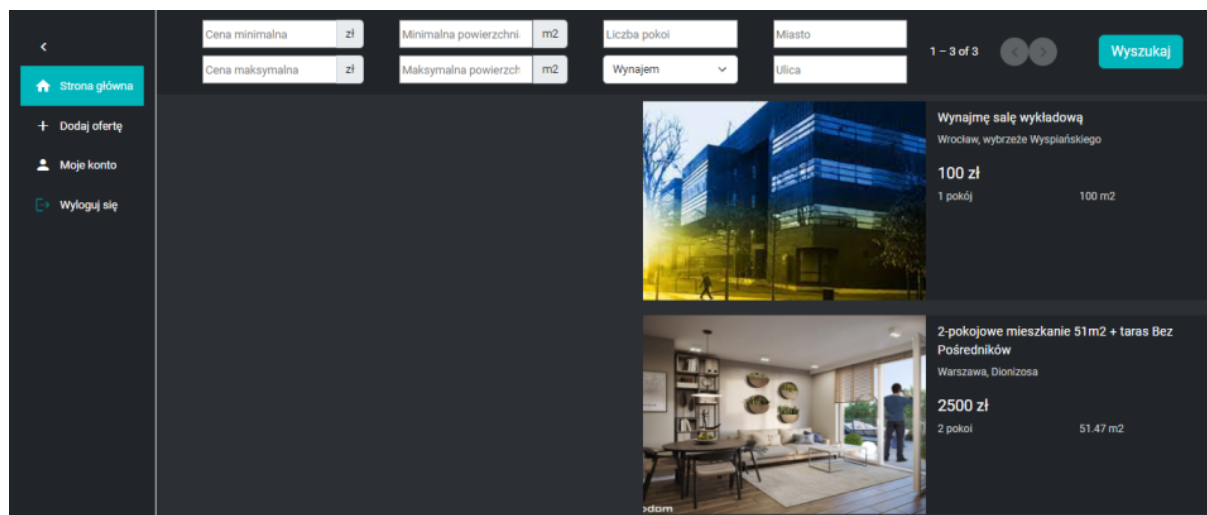 Cena minimalna zł
Minimalna powierzchni m2
Liczba pokoi
Miasto
Cena maksymalna zł
Maksymalna powierzch m2
Wynajem
Ulica
1 – 3 of 3
Wyszukaj
Strona główna
Dodaj ofertę
Moje konto
Wyloguj się
Wynajmę salę wykładową
Wrocław, wybrzeże Wyspiańskiego
100 zł
1 pokój 100 m2
2-pokojowe mieszkanie 51m2 + taras Bez
Pośredników
Warszawa, Dionizosa
2500 zł
2 pokoi 51.47 m2
odom